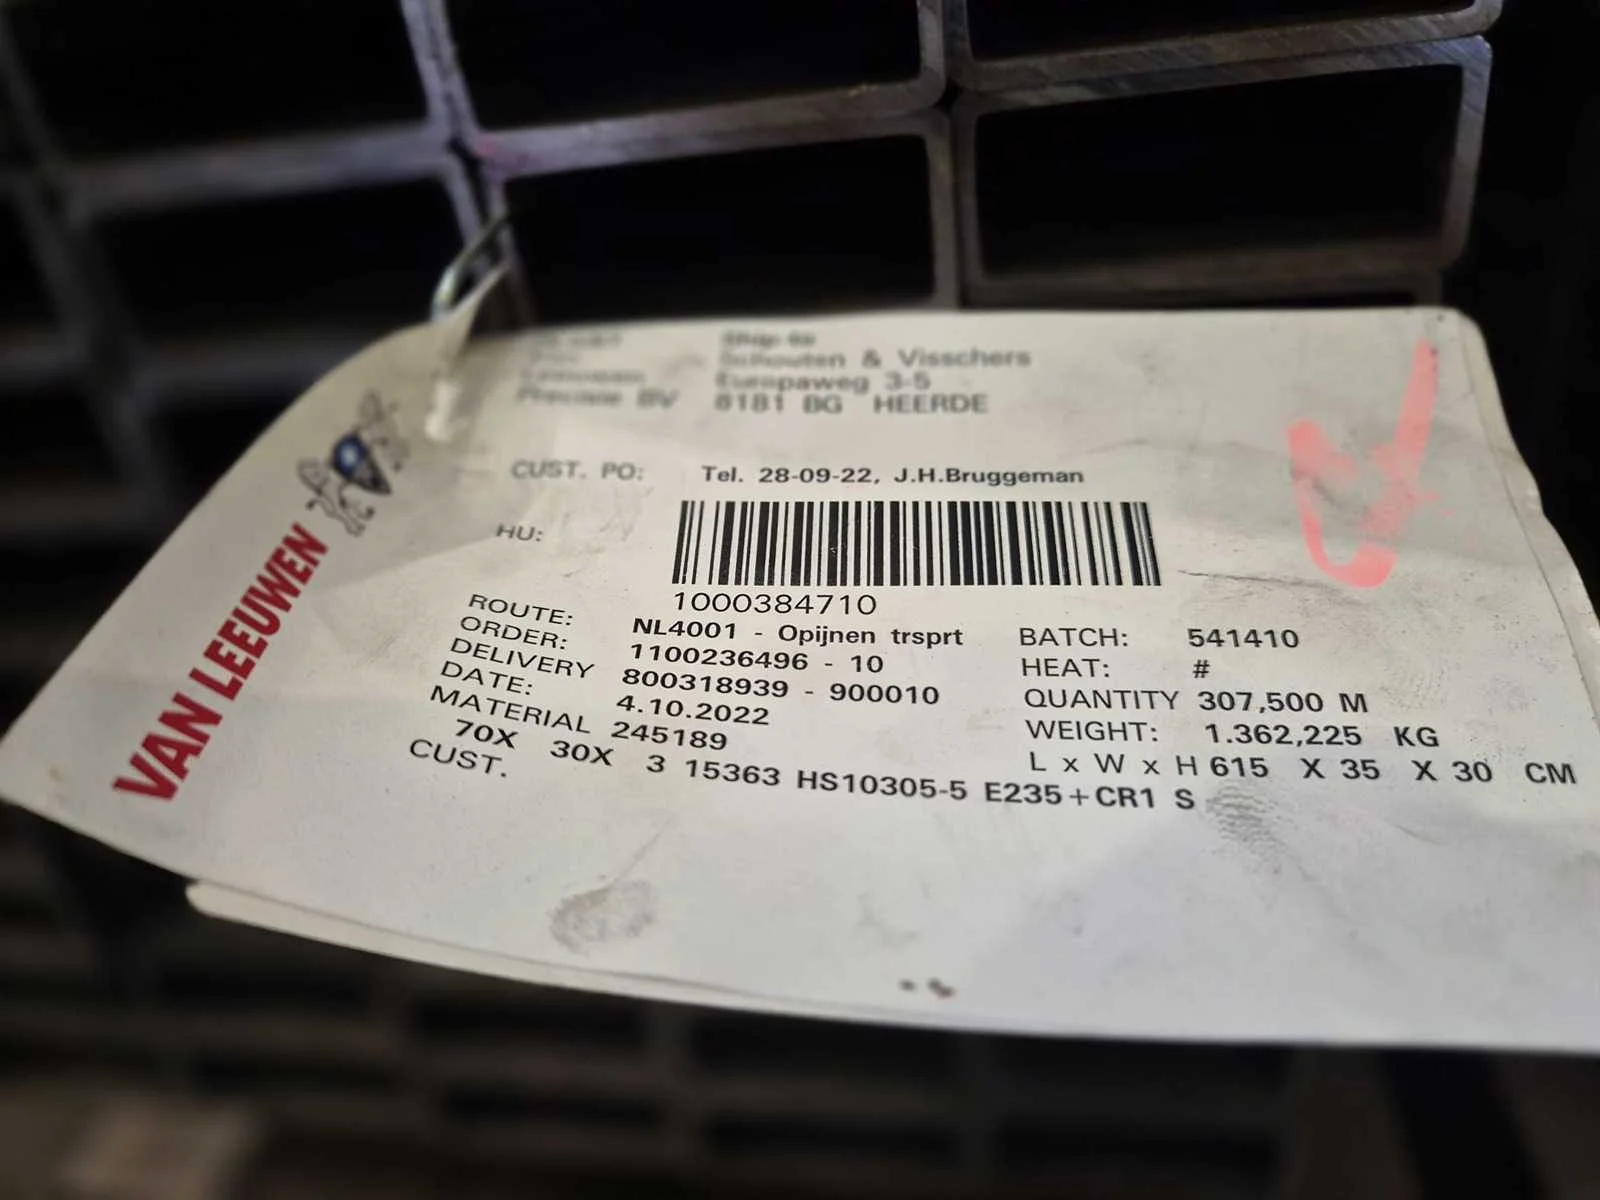 VAN LEEUWEN
Ship-to
Schouten & Visschers
Europaweg 3-5
Precisie BV 8181 BG HEERDE
CUST. PO: Tel. 28-09-22, J.H.Bruggeman
HU:
1000384710
ROUTE: NL4001 - Opijnen trsprt
ORDER: 1100236496 - 10
DELIVERY 800318939 - 900010
DATE: 4.10.2022
MATERIAL 245189
70X 30X 3 15363 HS10305-5 E235+CR1 S
CUST.
BATCH: 541410
HEAT: #
QUANTITY 307,500 M
WEIGHT: 1.362,225 KG
L x W x H 615 X 35 X 30 CM